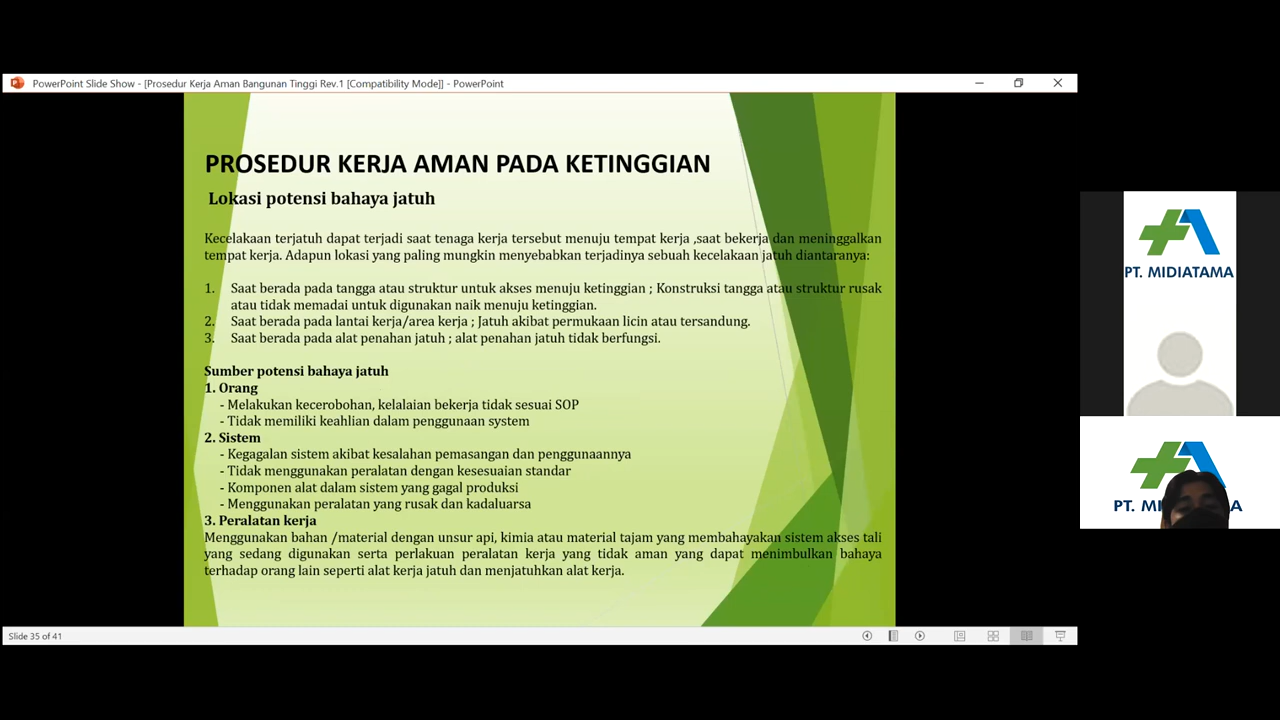 PowerPoint Slide Show - [Prosedur Kerja Aman Bangunan Tinggi Rev.1 [Compatibility Mode]] - PowerPoint
PROSEDUR KERJA AMAN PADA KETINGGIAN
Lokasi potensi bahaya jatuh
Kecelakaan terjatuh dapat terjadi saat tenaga kerja tersebut menuju tempat kerja ,saat bekerja dan meninggalkan
tempat kerja. Adapun lokasi yang paling mungkin menyebabkan terjadinya sebuah kecelakaan jatuh diantaranya:
1. Saat berada pada tangga atau struktur untuk akses menuju ketinggian ; Konstruksi tangga atau struktur rusak
atau tidak memadai untuk digunakan naik menuju ketinggian.
2. Saat berada pada lantai kerja/area kerja ; Jatuh akibat permukaan licin atau tersandung.
3. Saat berada pada alat penahan jatuh ; alat penahan jatuh tidak berfungsi.
Sumber potensi bahaya jatuh
1. Orang
- Melakukan kecerobohan, kelalaian bekerja tidak sesuai SOP
- Tidak memiliki keahlian dalam penggunaan system
2. Sistem
- Kegagalan sistem akibat kesalahan pemasangan dan penggunaannya
- Tidak menggunakan peralatan dengan kesesuaian standar
- Komponen alat dalam sistem yang gagal produksi
- Menggunakan peralatan yang rusak dan kadaluarsa
3. Peralatan kerja
Menggunakan bahan /material dengan unsur api, kimia atau material tajam yang membahayakan sistem akses tali
yang sedang digunakan serta perlakuan peralatan kerja yang tidak aman yang dapat menimbulkan bahaya
terhadap orang lain seperti alat kerja jatuh dan menjatuhkan alat kerja.
Slide 35 of 41
PT. MIDIATAMA
PT. MI
A